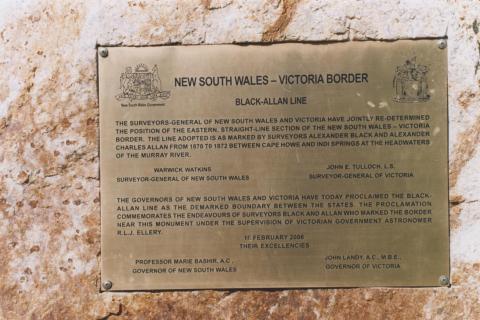 NEW SOUTH WALES – VICTORIA BORDER
New South Wales Government
BLACK-ALLAN LINE
THE SURVEYORS-GENERAL OF NEW SOUTH WALES AND VICTORIA HAVE JOINTLY RE-DETERMINED
THE POSITION OF THE EASTERN, STRAIGHT-LINE SECTION OF THE NEW SOUTH WALES – VICTORIA
BORDER. THE LINE ADOPTED IS AS MARKED BY SURVEYORS ALEXANDER BLACK AND ALEXANDER
CHARLES ALLAN FROM 1870 TO 1872 BETWEEN CAPE HOWE AND INDI SPRINGS AT THE HEADWATERS
OF THE MURRAY RIVER.
WARWICK WATKINS
SURVEYOR-GENERAL OF NEW SOUTH WALES
JOHN E. TULLOCH, L.S.
SURVEYOR-GENERAL OF VICTORIA
THE GOVERNORS OF NEW SOUTH WALES AND VICTORIA HAVE TODAY PROCLAIMED THE BLACK-
ALLAN LINE AS THE DEMARKED BOUNDARY BETWEEN THE STATES. THE PROCLAMATION
COMMEMORATES THE ENDEAVOURS OF SURVEYORS BLACK AND ALLAN WHO MARKED THE BORDER
NEAR THIS MONUMENT UNDER THE SUPERVISION OF VICTORIAN GOVERNMENT ASTRONOMER
R.L.J. ELLERY.
FEBRUARY 2006
THEIR EXCELLENCIES
PROFESSOR MARIE BASHIR, A.C.
GOVERNOR OF NEW SOUTH WALES
JOHN LANDY, A.C., M.B.E.,
GOVERNOR OF VICTORIA